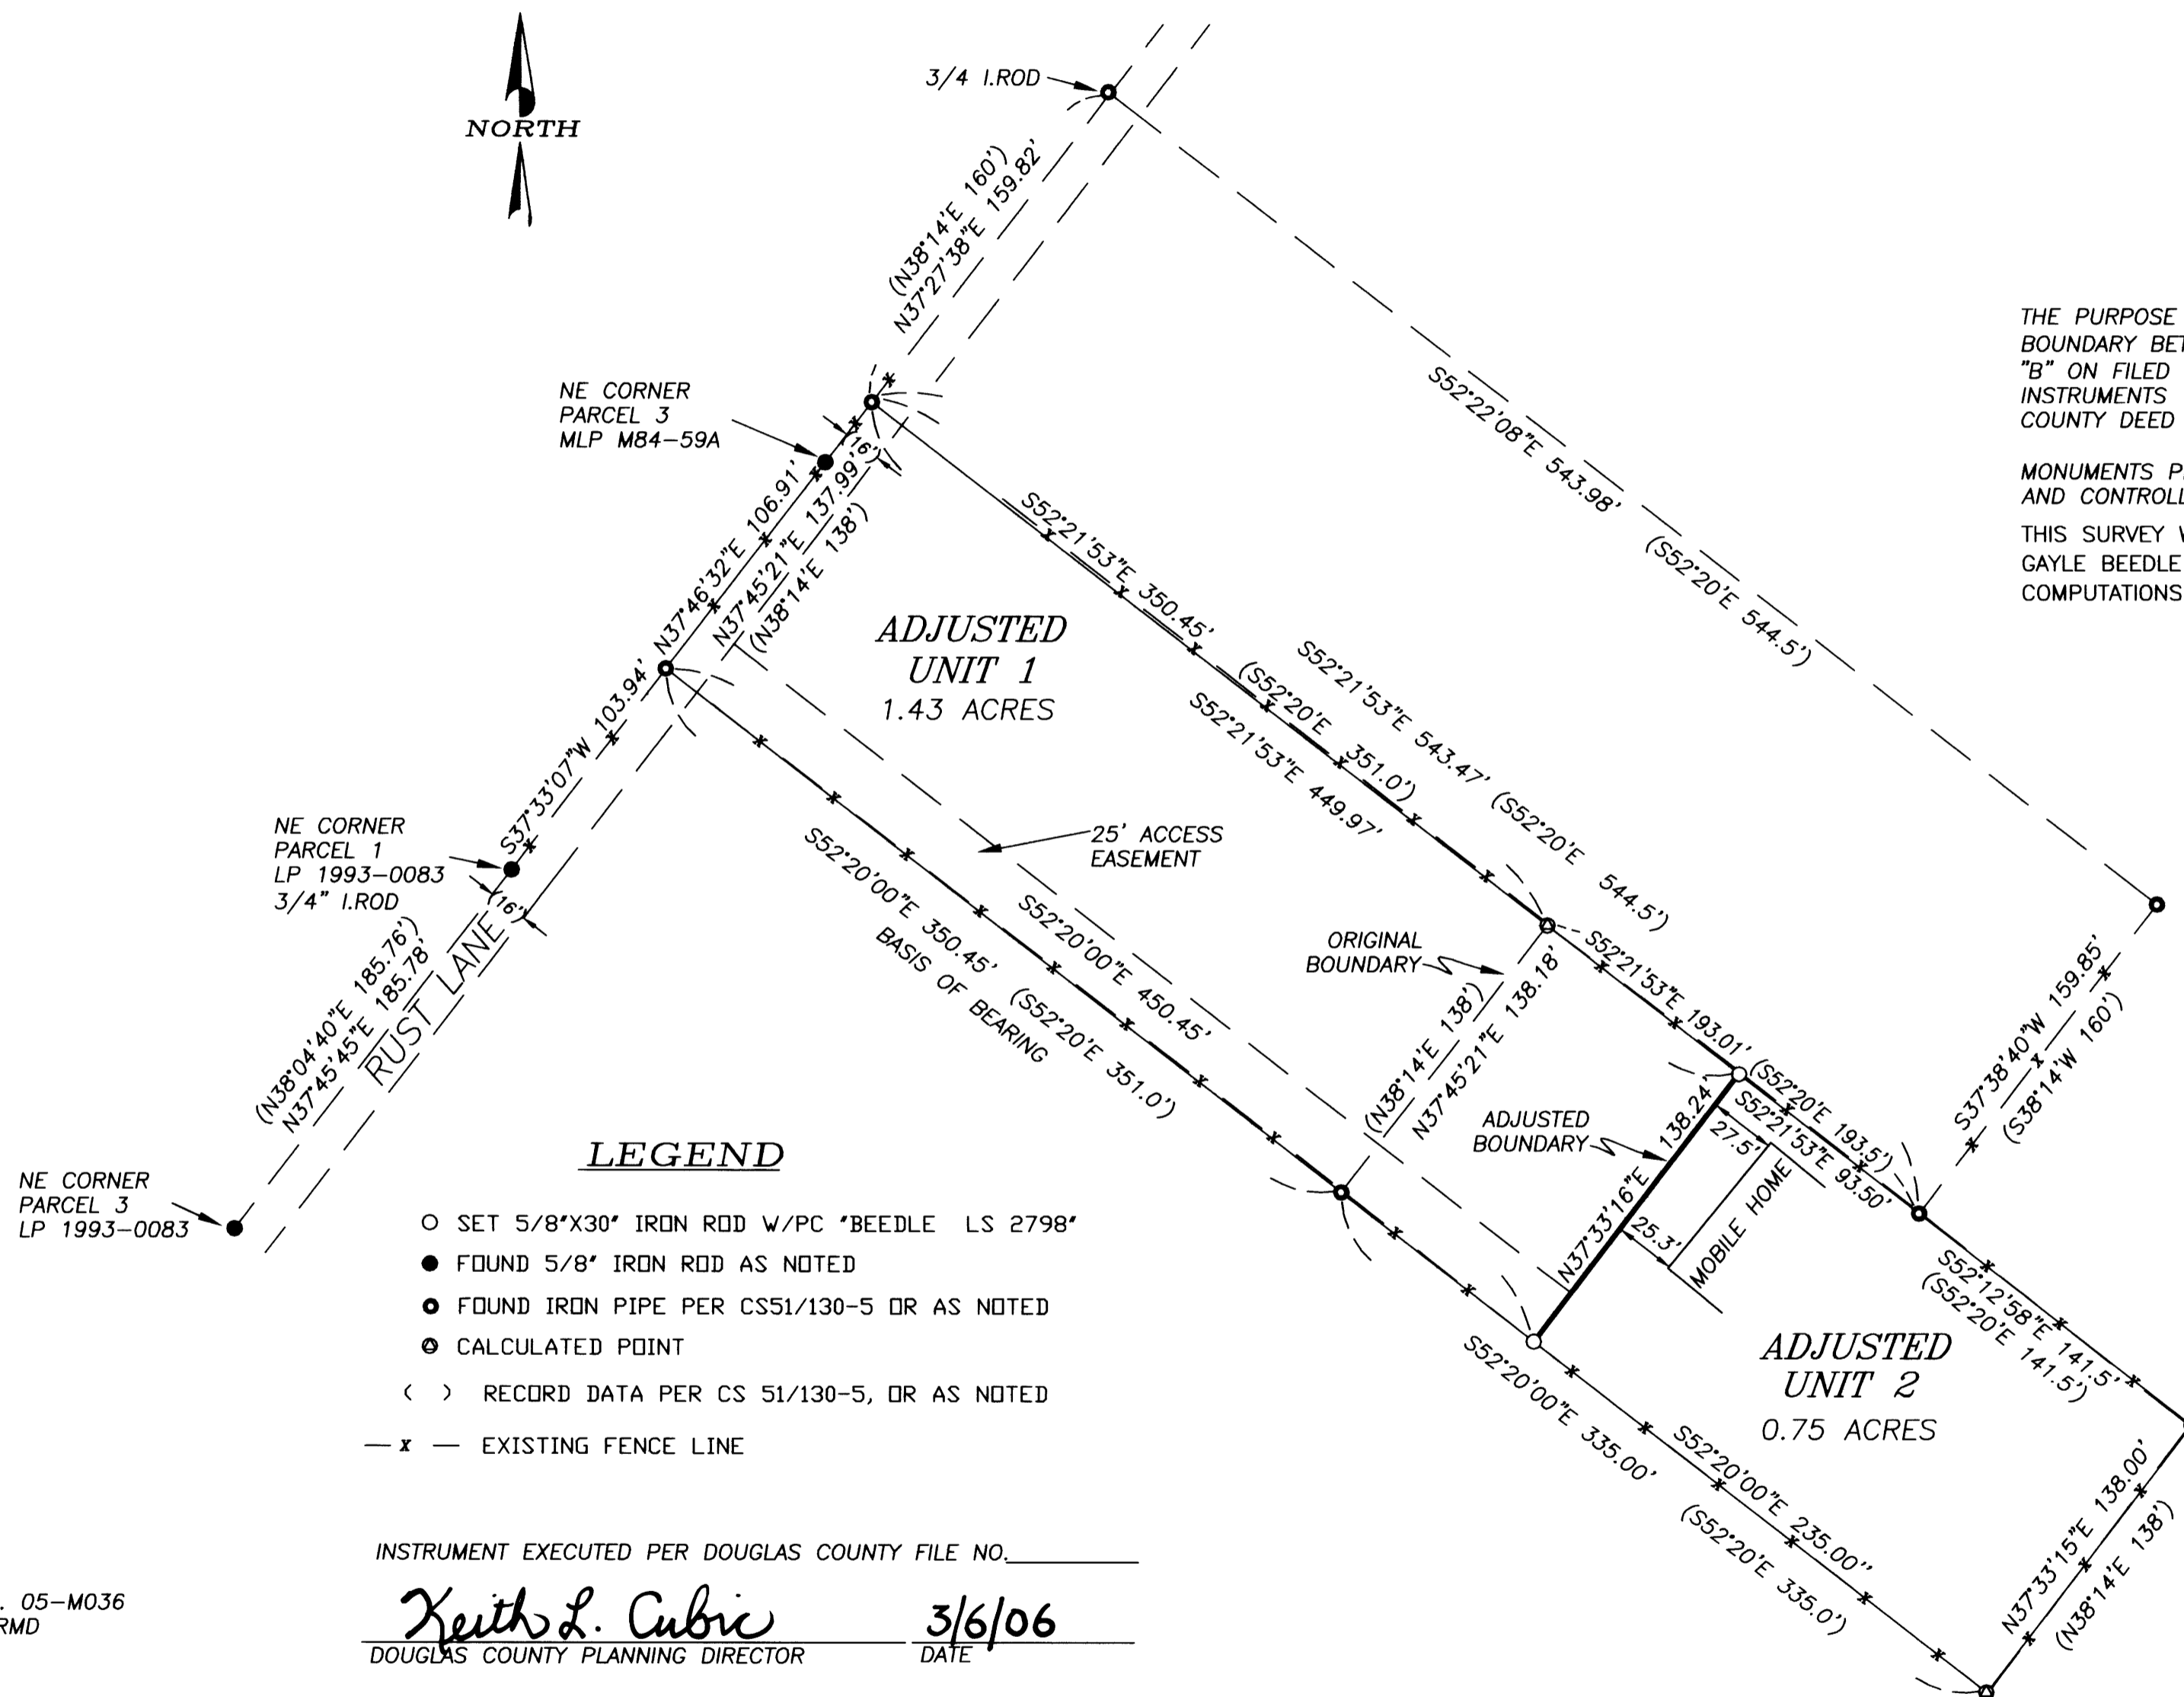 NORTH
3/4 I.ROD
(N38°14'E 160')
N37°27'38"E 159.82'
S52°22'08"E 543.98'
(S52°20'E 544.5')
THE PURPOSE
BOUNDARY BET
"B" ON FILED
INSTRUMENTS
COUNTY DEED
MONUMENTS P
AND CONTROLL
THIS SURVEY W
GAYLE BEEDLE
COMPUTATIONS
NE CORNER
PARCEL 3
MLP M84-59A
(16')
N37°46'32"E 106.91'
N37°45'21"E 137.99'
(N38°14'E 138')
S52°21'53"E 350.45'
(S52°20'E 351.0')
S52°21'53"E 449.97'
S52°21'53"E 543.47' (S52°20'E 544.5')
ADJUSTED
UNIT 1
1.43 ACRES
S37°33'07"W 103.94'
NE CORNER
PARCEL 1
LP 1993-0083
3/4" I.ROD
(16')
25' ACCESS
EASEMENT
S52°20'00"E 350.45' (S52°20'E 351.0')
BASIS OF BEARING
S52°20'00"E 450.45'
(N38°04'40"E 185.76')
N37°45'45"E 185.78'
RUST LANE
ORIGINAL
BOUNDARY
(N38°14'E 138')
N37°45'21"E 138.18'
S52°21'53"E 193.01' (S52°20'E 193.5')
S52°21'53"E 93.50'
S37°38'40"W 159.85'
(S38°14'W 160')
ADJUSTED
BOUNDARY
N37°33'16"E 138.24'
27.5'
25.3'
MOBILE HOME
NE CORNER
PARCEL 3
LP 1993-0083
S52°12'58"E 141.5'
(S52°20'E 141.5')
ADJUSTED
UNIT 2
0.75 ACRES
S52°20'00"E 335.00'
(S52°20'E 335.0')
S52°20'00"E 235.00''
N37°33'15"E 138.00'
(N38°14'E 138')
LEGEND
SET 5/8"X30" IRON ROD W/PC "BEEDLE LS 2798"
FOUND 5/8" IRON ROD AS NOTED
FOUND IRON PIPE PER CS51/130-5 OR AS NOTED
CALCULATED POINT
( ) RECORD DATA PER CS 51/130-5, OR AS NOTED
— x — EXISTING FENCE LINE
INSTRUMENT EXECUTED PER DOUGLAS COUNTY FILE NO.
Keith L. Cubic 3/6/06
DOUGLAS COUNTY PLANNING DIRECTOR DATE
. 05-M036
RMD